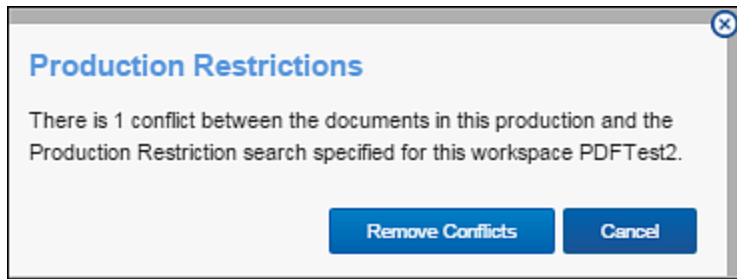 Production Restrictions
There is 1 conflict between the documents in this production and the
Production Restriction search specified for this workspace PDFTest2.
Remove Conflicts Cancel